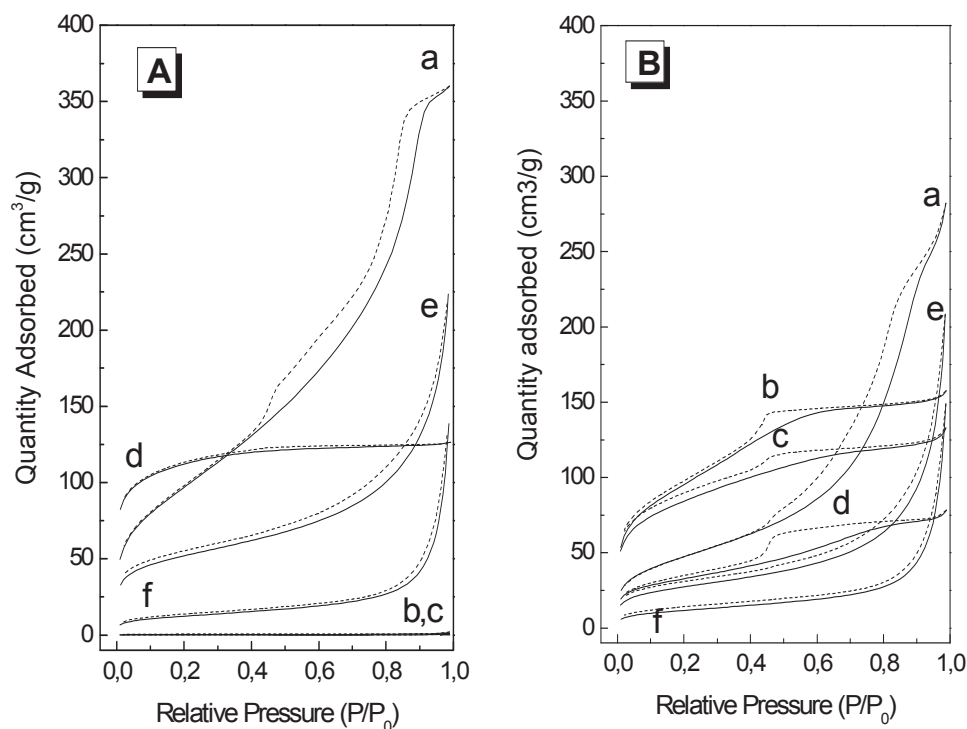 A
a
e
d
f
b,c
400
350
300
250
200
150
100
50
0
0,0 0,2 0,4 0,6 0,8 1,0
Quantity Adsorbed (cm³/g)
Relative Pressure (P/P₀)
B
a
e
b
c
d
f
400
350
300
250
200
150
100
50
0
0,0 0,2 0,4 0,6 0,8 1,0
Quantity adsorbed (cm3/g)
Relative Pressure (P/P₀)